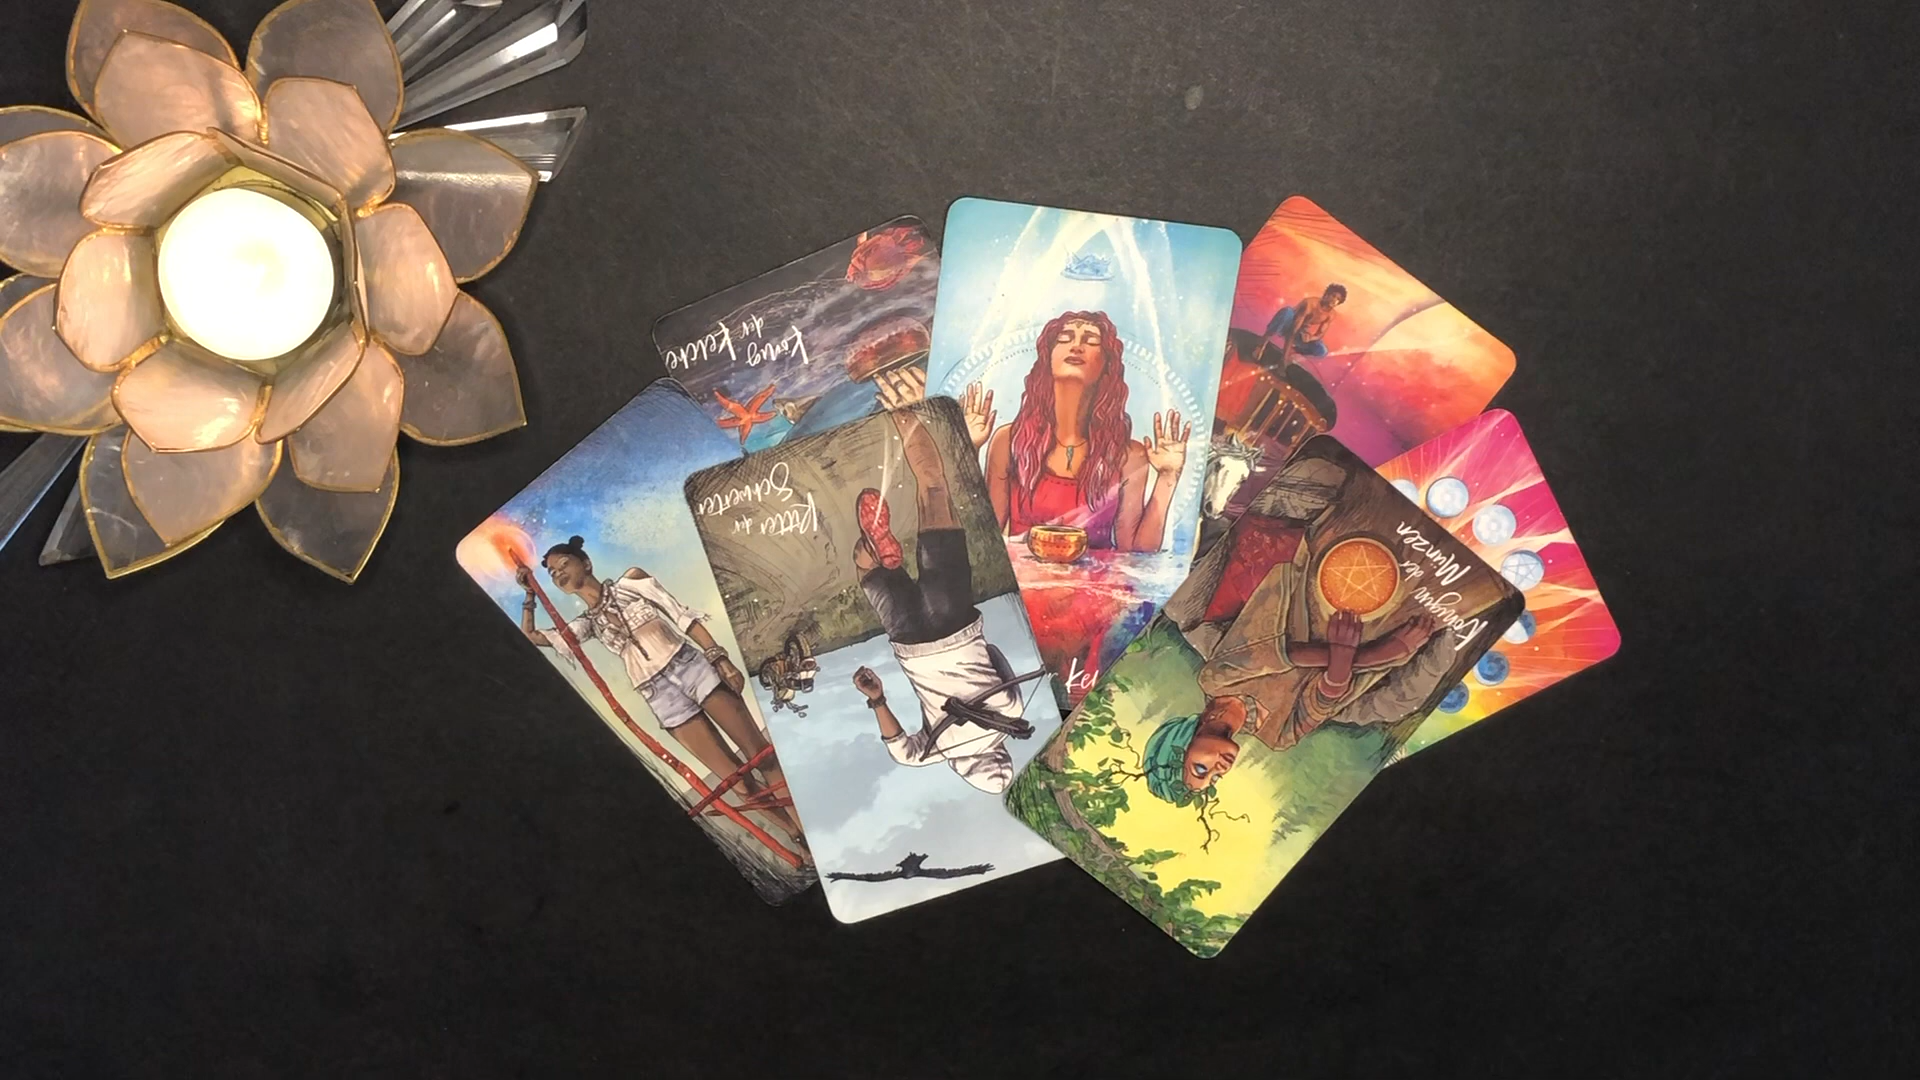 König
der
Kelche
Ritter der
Schwerter
Königin
der
Münzen